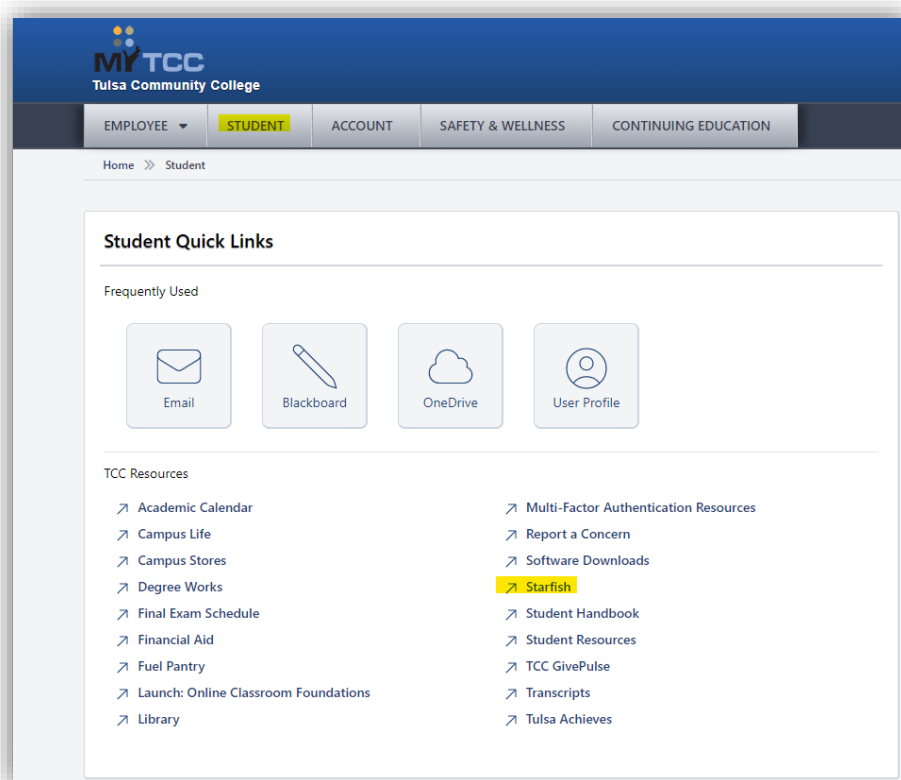 MYTCC
Tulsa Community College
EMPLOYEE STUDENT ACCOUNT SAFETY & WELLNESS CONTINUING EDUCATION
Home Student
Student Quick Links
Frequently Used
Email Blackboard OneDrive User Profile
TCC Resources
Academic Calendar
Campus Life
Campus Stores
Degree Works
Final Exam Schedule
Financial Aid
Fuel Pantry
Launch: Online Classroom Foundations
Library
Multi-Factor Authentication Resources
Report a Concern
Software Downloads
Starfish
Student Handbook
Student Resources
TCC GivePulse
Transcripts
Tulsa Achieves